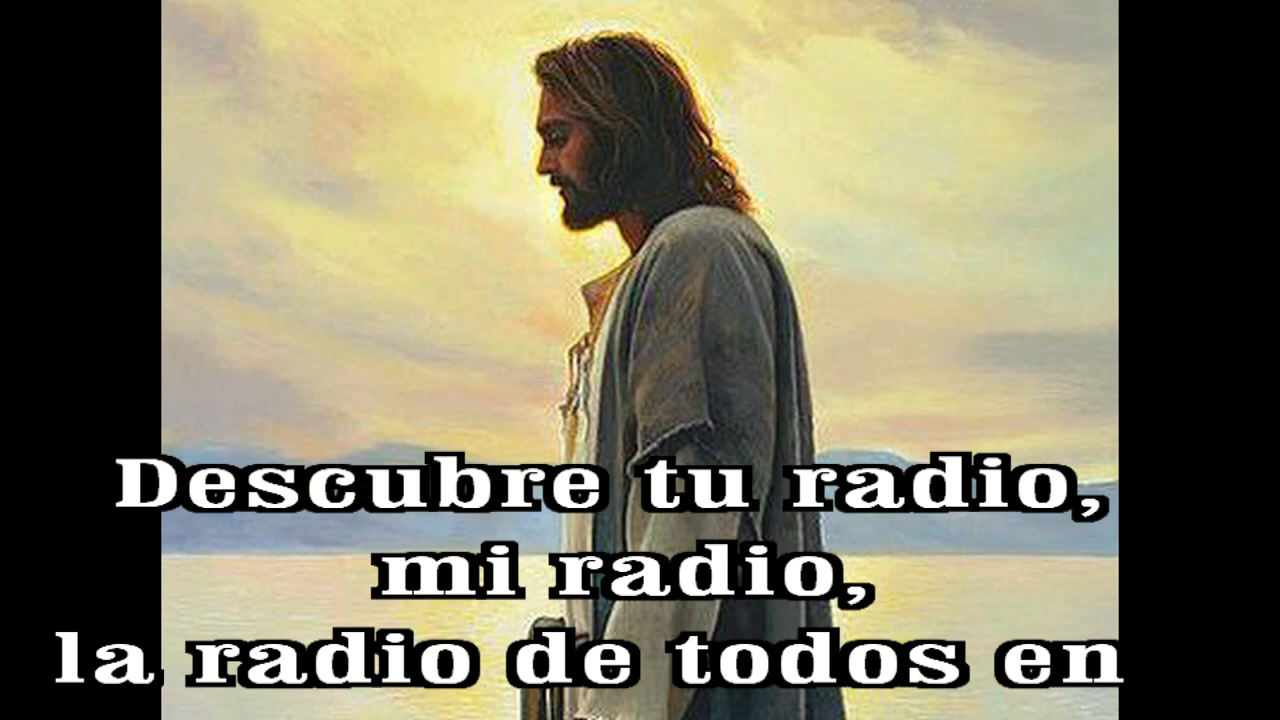 Descubre tu radio,
mi radio,
la radio de todos en